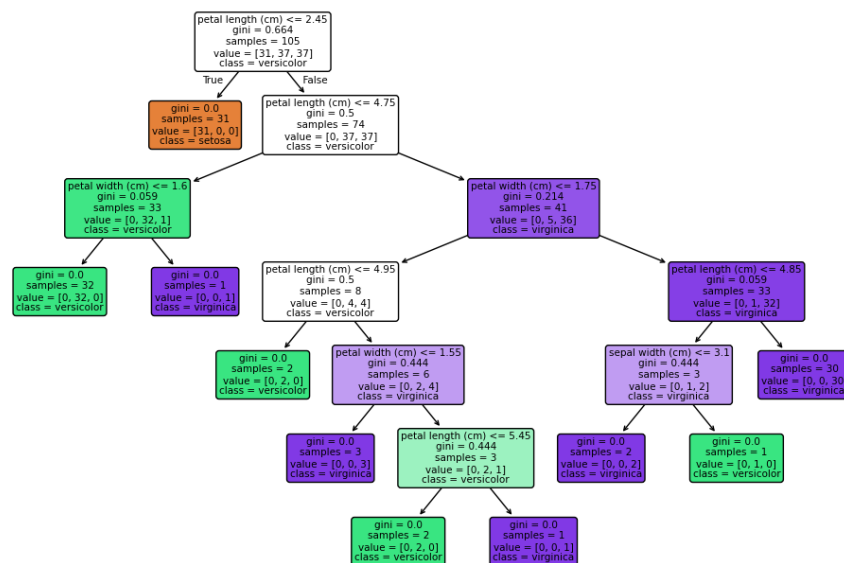 petal length (cm) <= 2.45
gini = 0.664
samples = 105
value = [31, 37, 37]
class = versicolor
True
False
gini = 0.0
samples = 31
value = [31, 0, 0]
class = setosa
petal length (cm) <= 4.75
gini = 0.5
samples = 74
value = [0, 37, 37]
class = versicolor
petal width (cm) <= 1.6
gini = 0.059
samples = 33
value = [0, 32, 1]
class = versicolor
petal width (cm) <= 1.75
gini = 0.214
samples = 41
value = [0, 5, 36]
class = virginica
gini = 0.0
samples = 32
value = [0, 32, 0]
class = versicolor
gini = 0.0
samples = 1
value = [0, 0, 1]
class = virginica
petal length (cm) <= 4.95
gini = 0.5
samples = 8
value = [0, 4, 4]
class = versicolor
petal length (cm) <= 4.85
gini = 0.059
samples = 33
value = [0, 1, 32]
class = virginica
gini = 0.0
samples = 2
value = [0, 2, 0]
class = versicolor
petal width (cm) <= 1.55
gini = 0.444
samples = 6
value = [0, 2, 4]
class = virginica
sepal width (cm) <= 3.1
gini = 0.444
samples = 3
value = [0, 1, 2]
class = virginica
gini = 0.0
samples = 30
value = [0, 0, 30]
class = virginica
gini = 0.0
samples = 3
value = [0, 0, 3]
class = virginica
petal length (cm) <= 5.45
gini = 0.444
samples = 3
value = [0, 2, 1]
class = versicolor
gini = 0.0
samples = 2
value = [0, 0, 2]
class = virginica
gini = 0.0
samples = 1
value = [0, 1, 0]
class = versicolor
gini = 0.0
samples = 2
value = [0, 2, 0]
class = versicolor
gini = 0.0
samples = 1
value = [0, 0, 1]
class = virginica